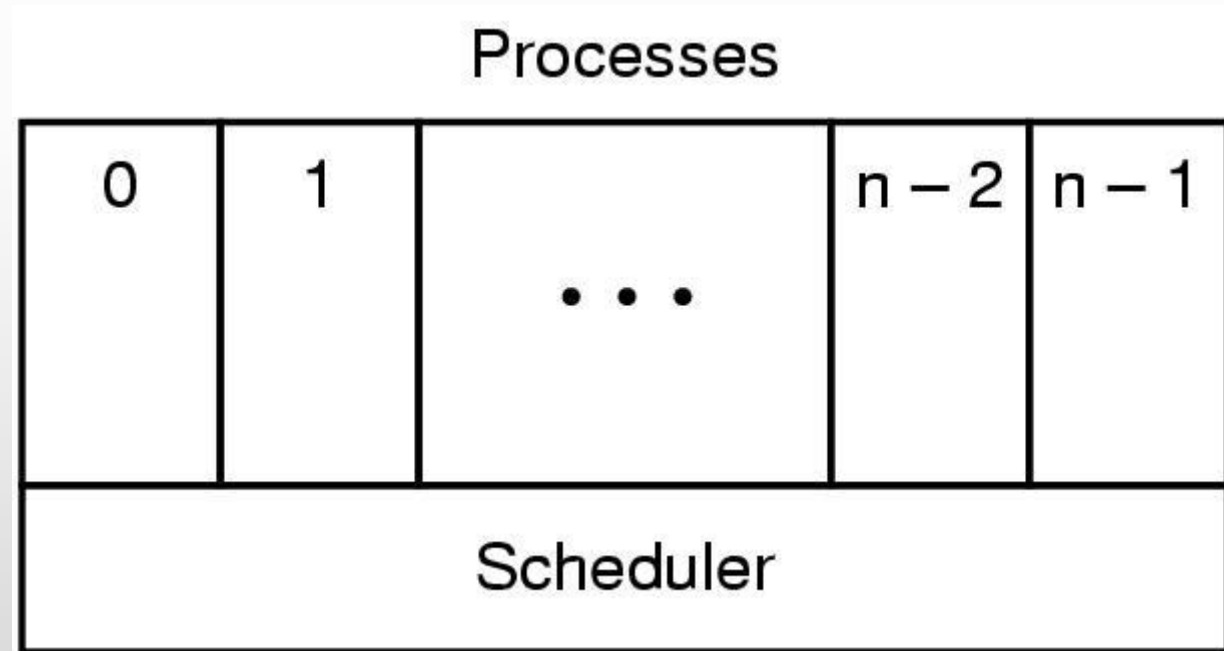 Processes
0 1 • • • n – 2 n – 1
Scheduler